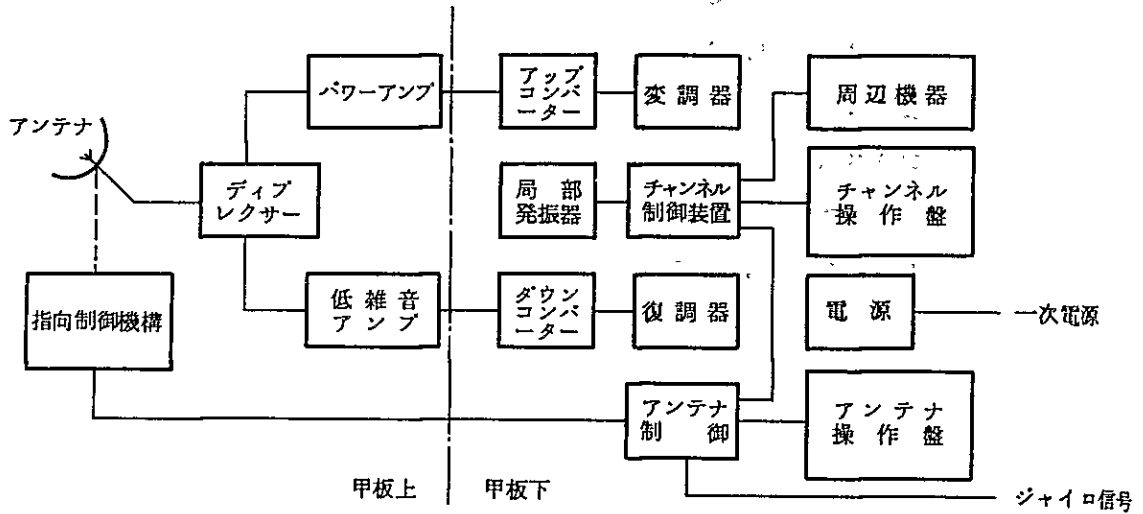 アンテナ
パワーアンプ
アップ
コンバ
ーター
変調器
周辺機器
ディプ
レクサー
局部
発振器
チャンネル
制御装置
チャンネル
操作盤
指向制御機構
低雑音
アンプ
ダウン
コンバ
ーター
復調器
電源
一次電源
アンテナ
制御
アンテナ
操作盤
甲板上
甲板下
ジャイロ信号